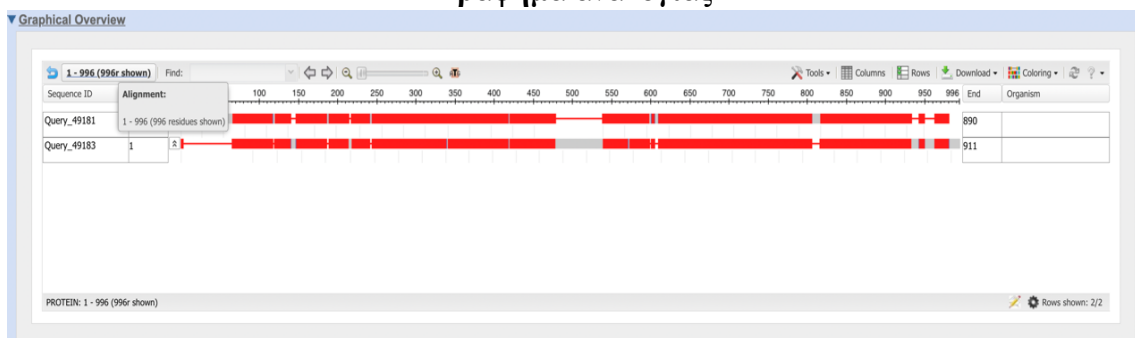 Graphical Overview
1 - 996 (996r shown) Find: Tools Columns Rows Download Coloring ?
Sequence ID Alignment: 100 150 200 250 300 350 400 450 500 550 600 650 700 750 800 850 900 950 996 End Organism
1 - 996 (996 residues shown)
Query_49181 890
Query_49183 1 911
PROTEIN: 1 - 996 (996r shown) Rows shown: 2/2